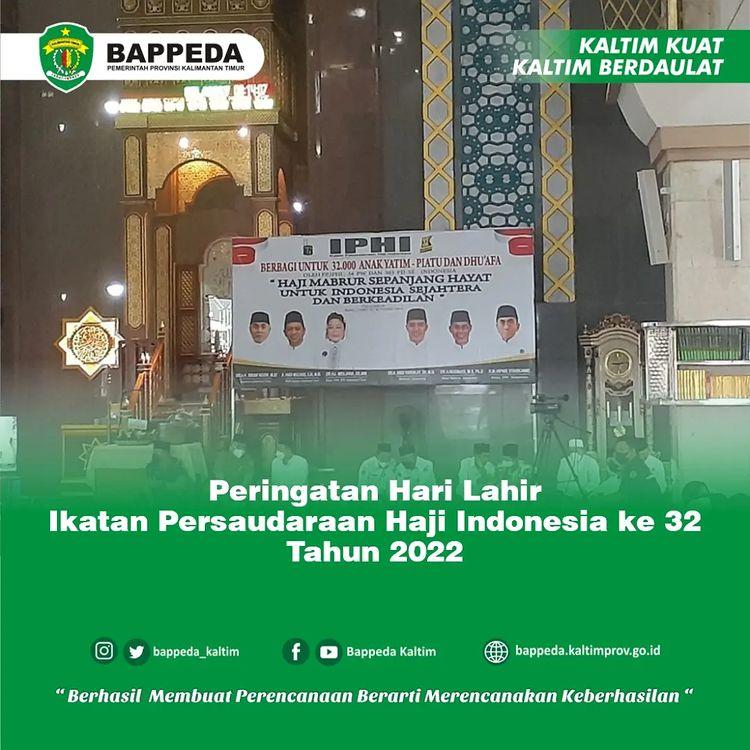 BAPPEDA
PEMERINTAH PROVINSI KALIMANTAN TIMUR
KALTIM KUAT
KALTIM BERDAULAT
IPHI
BERBAGI UNTUK 32.000 ANAK YATIM - PIATU DAN DHU'AFA
INDONESIA
" HAJI MABRUR SEPANJANG HAYAT
UNTUK INDONESIA SEJAHTERA
DAN BERKEADILAN "
Peringatan Hari Lahir
Ikatan Persaudaraan Haji Indonesia ke 32
Tahun 2022
bappeda_kaltim
Bappeda Kaltim
bappeda.kaltimprov.go.id
“ Berhasil Membuat Perencanaan Berarti Merencanakan Keberhasilan “